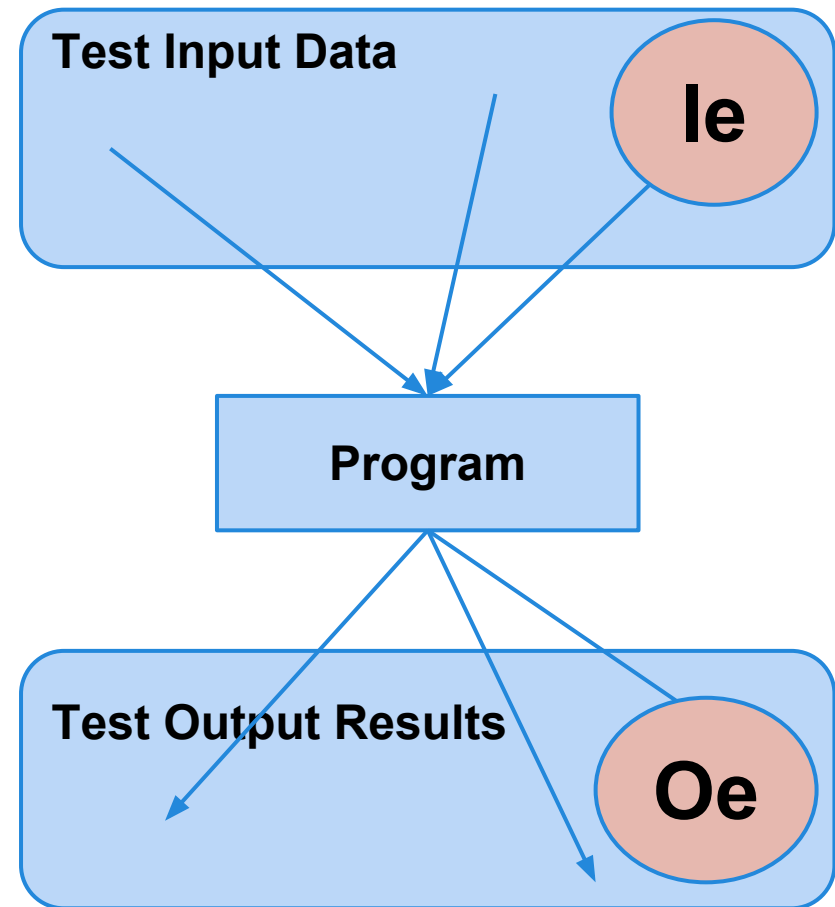 Test Input Data
Ie
Program
Test Output Results
Oe